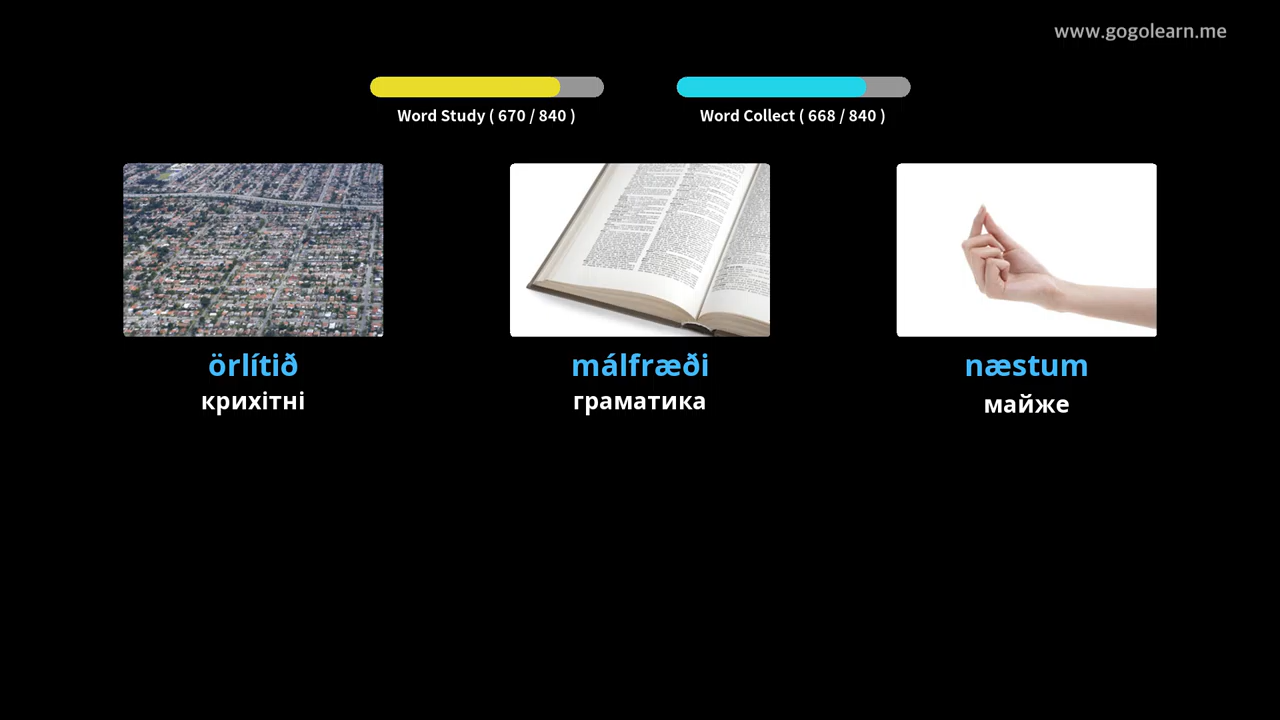 www.gogolearn.me
Word Study ( 670 / 840 )
Word Collect ( 668 / 840 )
örlítið
málfræði
næstum
крихітні
граматика
майже